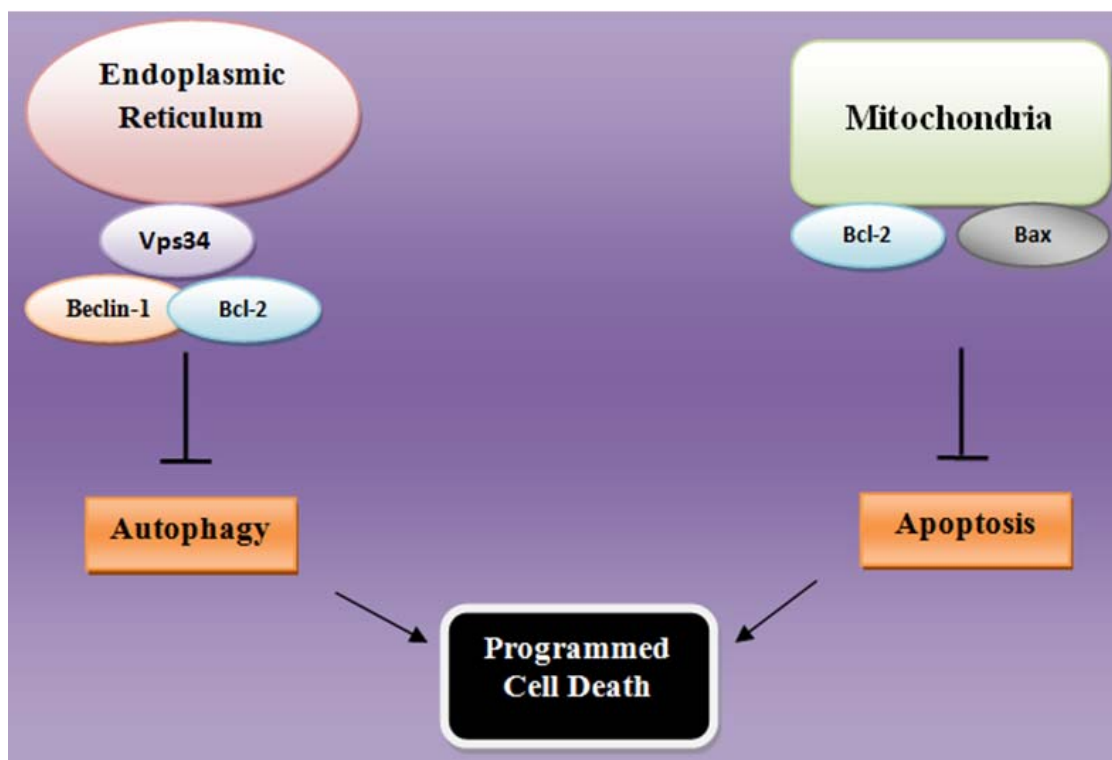 Endoplasmic
Reticulum
Vps34
Beclin-1
Bcl-2
Autophagy
Mitochondria
Bcl-2
Bax
Apoptosis
Programmed
Cell Death